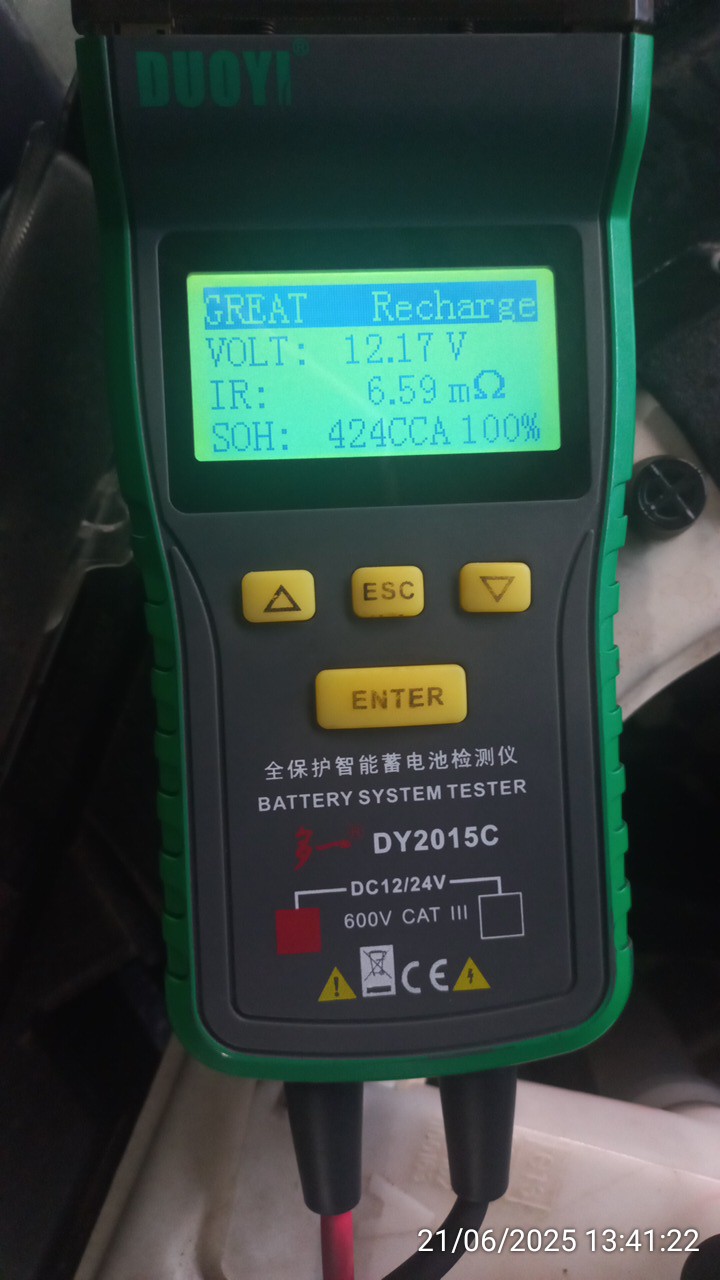 DUOYI®
GREAT Recharge
VOLT: 12.17 V
IR: 6.59 mΩ
SOH: 424CCA 100%
△ ESC ▽
ENTER
全保护智能蓄电池检测仪
BATTERY SYSTEM TESTER
多一 DY2015C
DC12/24V
600V CAT III
CE
21/06/2025 13:41:22